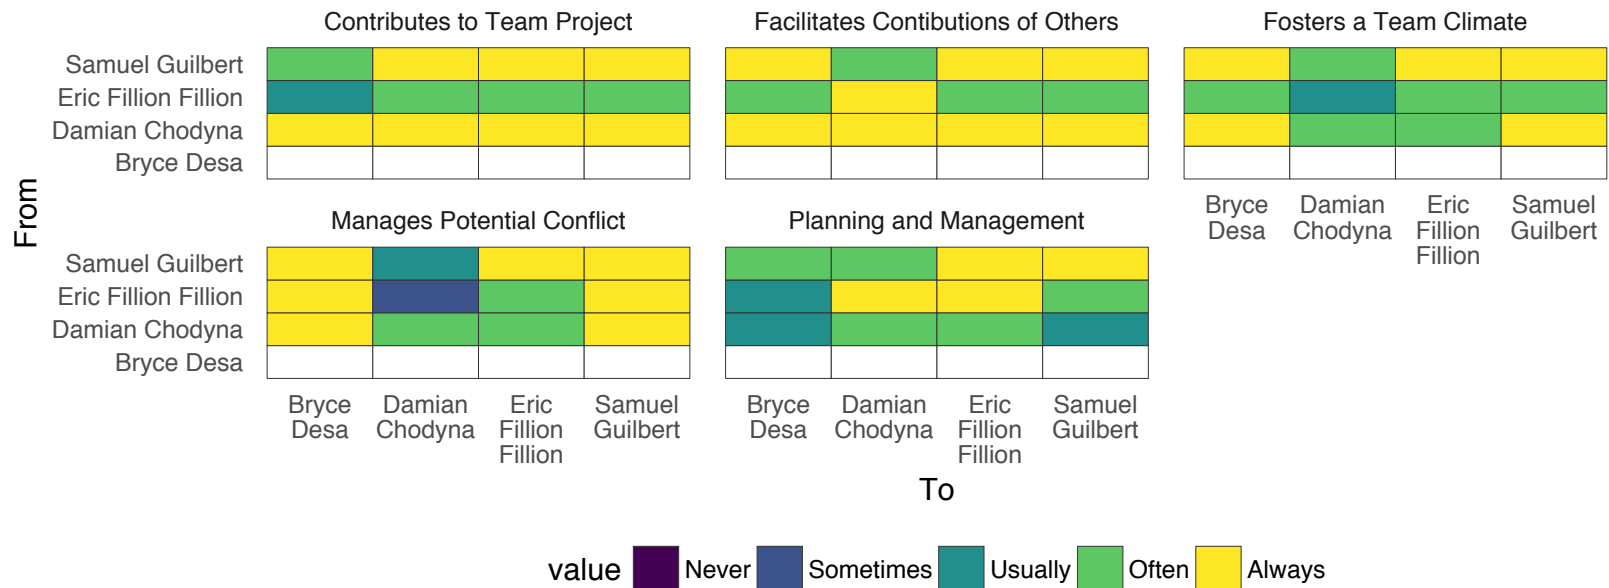 Contributes to Team Project
Facilitates Contibutions of Others
Fosters a Team Climate
Samuel Guilbert
Eric Fillion Fillion
Damian Chodyna
Bryce Desa
From
Bryce Desa
Damian Chodyna
Eric Fillion Fillion
Samuel Guilbert
Manages Potential Conflict
Planning and Management
Samuel Guilbert
Eric Fillion Fillion
Damian Chodyna
Bryce Desa
Bryce Desa
Damian Chodyna
Eric Fillion Fillion
Samuel Guilbert
Bryce Desa
Damian Chodyna
Eric Fillion Fillion
Samuel Guilbert
To
value Never Sometimes Usually Often Always